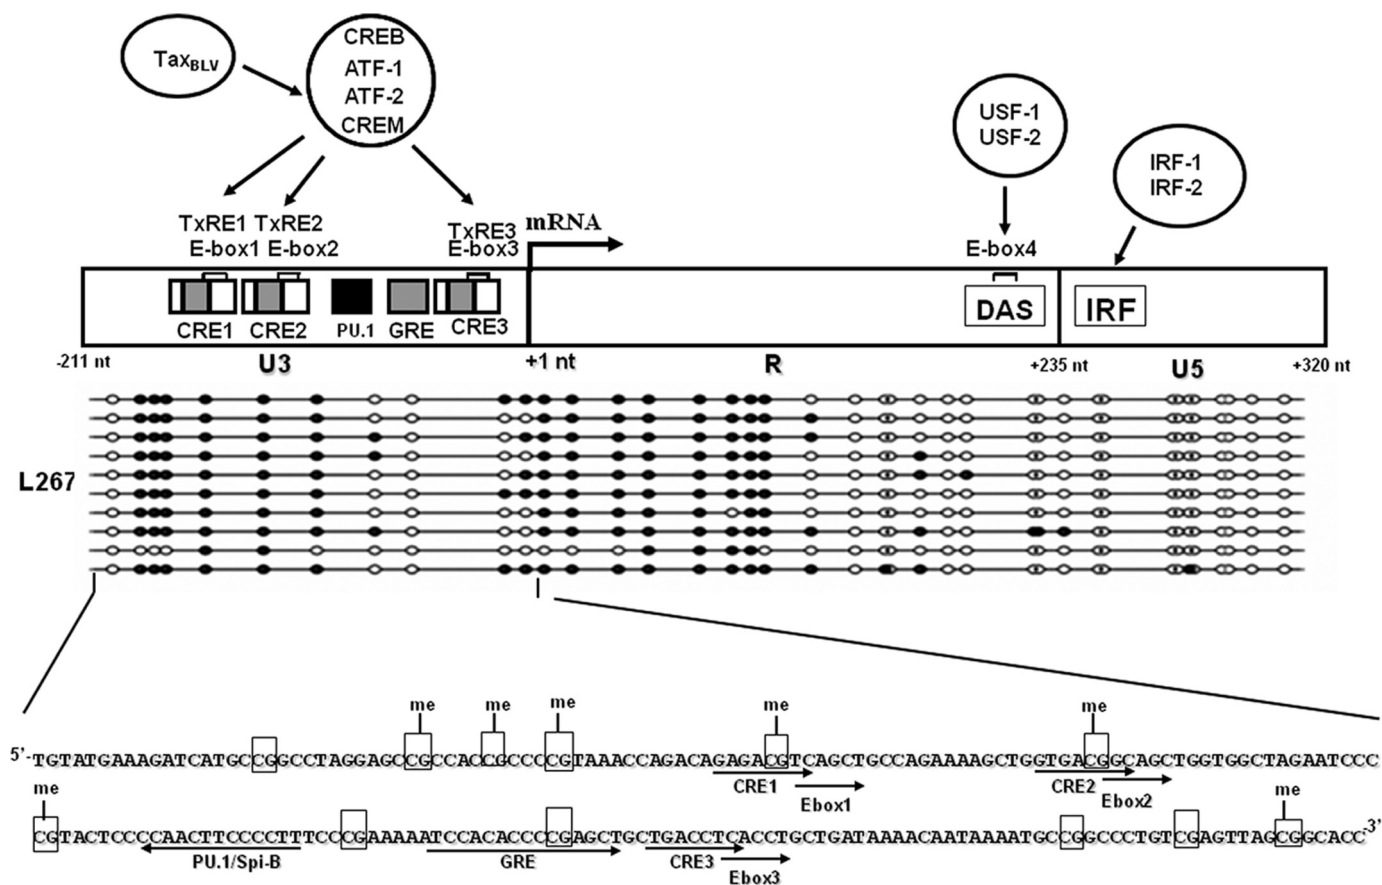 CREB
Tax_BLV
ATF-1
ATF-2
CREM
USF-1
USF-2
IRF-1
IRF-2
TxRE1 TxRE2 TxRE3 mRNA
E-box1 E-box2 E-box3 E-box4
DAS IRF
CRE1 CRE2 PU.1 GRE CRE3
-211 nt U3 +1 nt R +235 nt U5 +320 nt
L267
me me me me me
5'-TGTATGAAAGATCATGCCGGCCTAGGAGCCGCCACCGCCCCGTAAACCAGACAGAGACGTCAGCTGCCAGAAAAGCTGGTGACGGCAGCTGGTGGCTAGAATCCC
CRE1 CRE2
Ebox1 Ebox2
me me
CGTACTCCCCAACTTCCCCTTTCCCGAAAAATCCACACCCCGAGCTGCTGACCTCACCTGCTGATAAAACAATAAAATGCCGGCCCTGTCGAGTTAGCGGCACC-3'
PU.1/Spi-B GRE CRE3
Ebox3